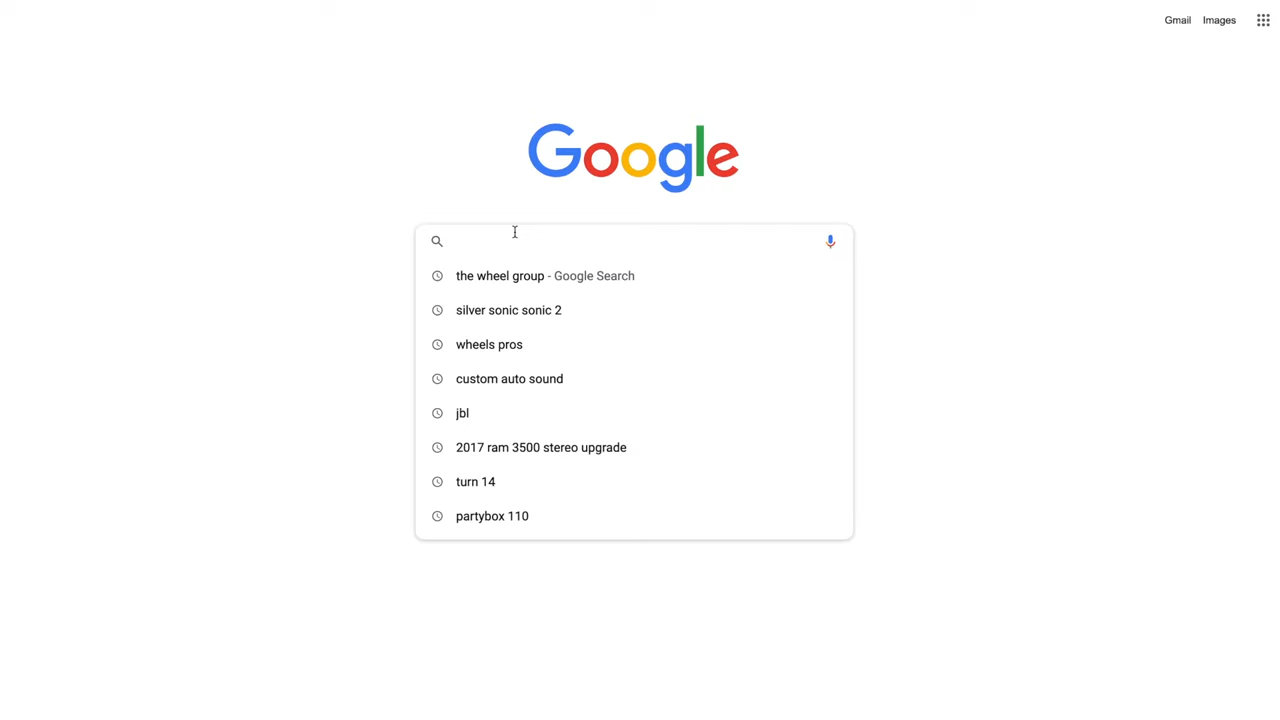 Gmail Images
Google
the wheel group - Google Search
silver sonic sonic 2
wheels pros
custom auto sound
jbl
2017 ram 3500 stereo upgrade
turn 14
partybox 110